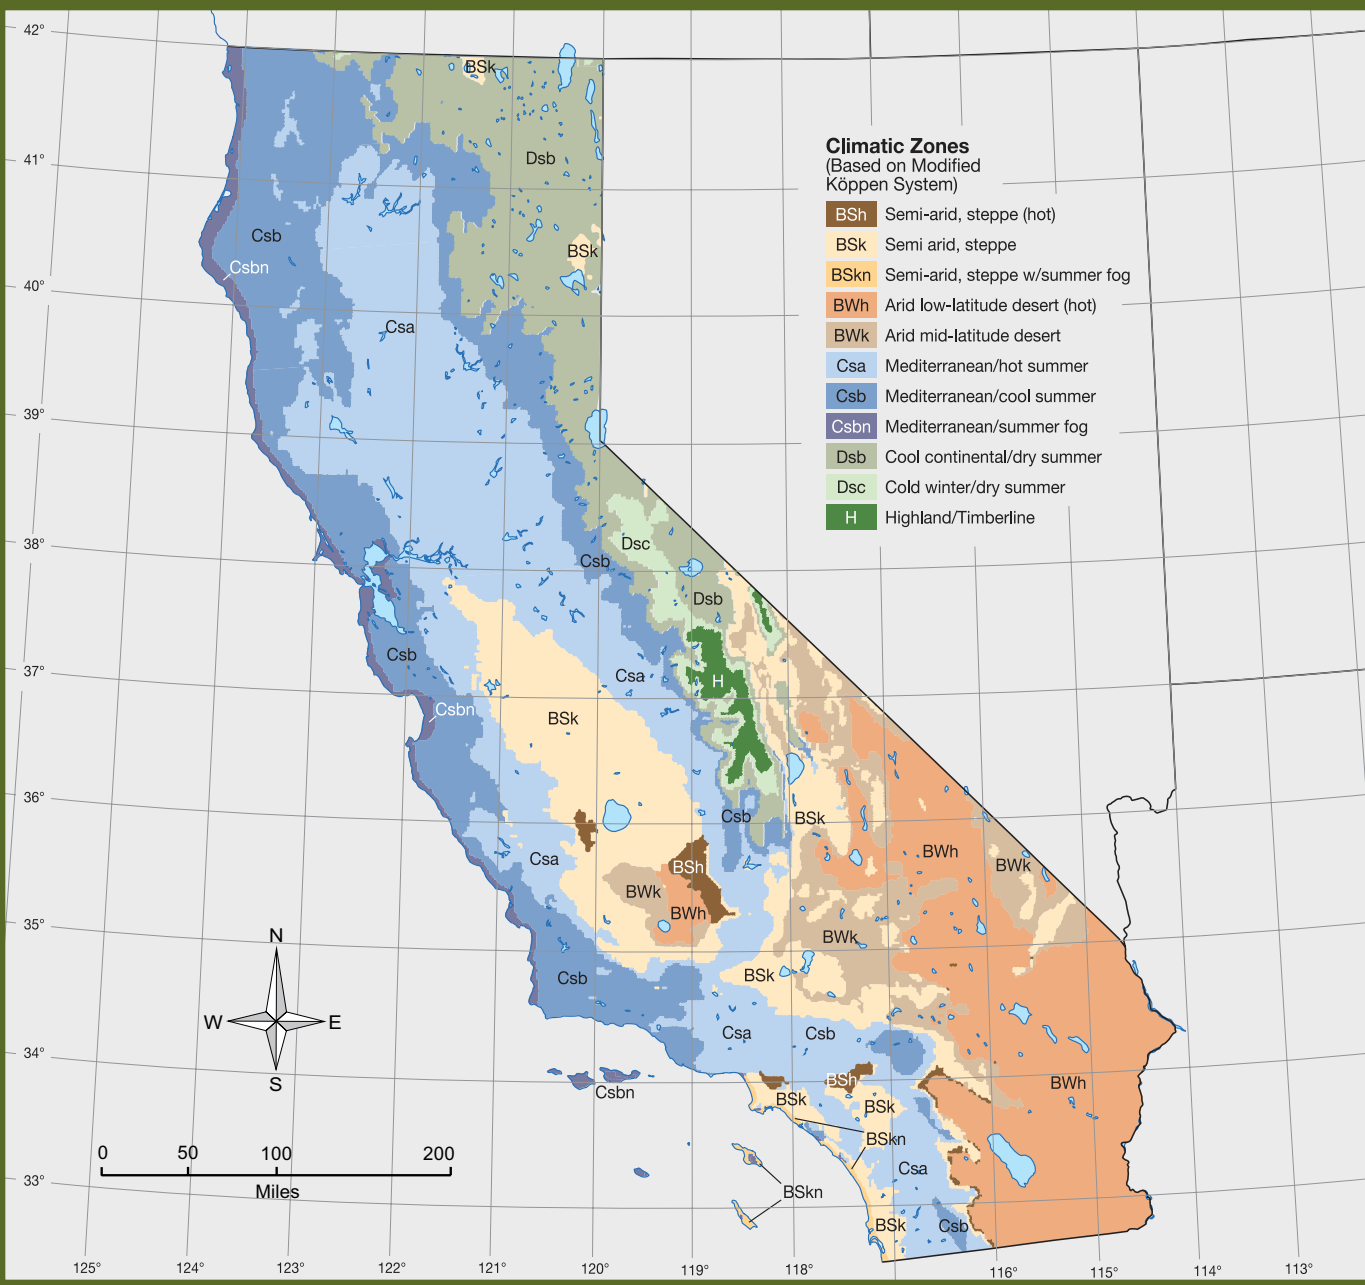 42°
41°
40°
39°
38°
37°
36°
35°
34°
33°
Climatic Zones
(Based on Modified
Köppen System)
BSh Semi-arid, steppe (hot)
BSk Semi arid, steppe
BSkn Semi-arid, steppe w/summer fog
BWh Arid low-latitude desert (hot)
BWk Arid mid-latitude desert
Csa Mediterranean/hot summer
Csb Mediterranean/cool summer
Csbn Mediterranean/summer fog
Dsb Cool continental/dry summer
Dsc Cold winter/dry summer
H Highland/Timberline
BSk
Dsb
Csb
BSk
Csbn
Csa
Dsc
Csb
Dsb
Csb
Csa
H
Csbn
BSk
Csb
BSk
Csa
BWh
BSh
BWk
BWk
BWh
BWk
Csb
BSk
Csa
Csb
BSh
BWh
Csbn
BSk
BSk
BSkn
Csa
BSkn
BSk
Csb
N
W
E
S
0 50 100 200
Miles
125° 124° 123° 122° 121° 120° 119° 118° 116° 115° 113°